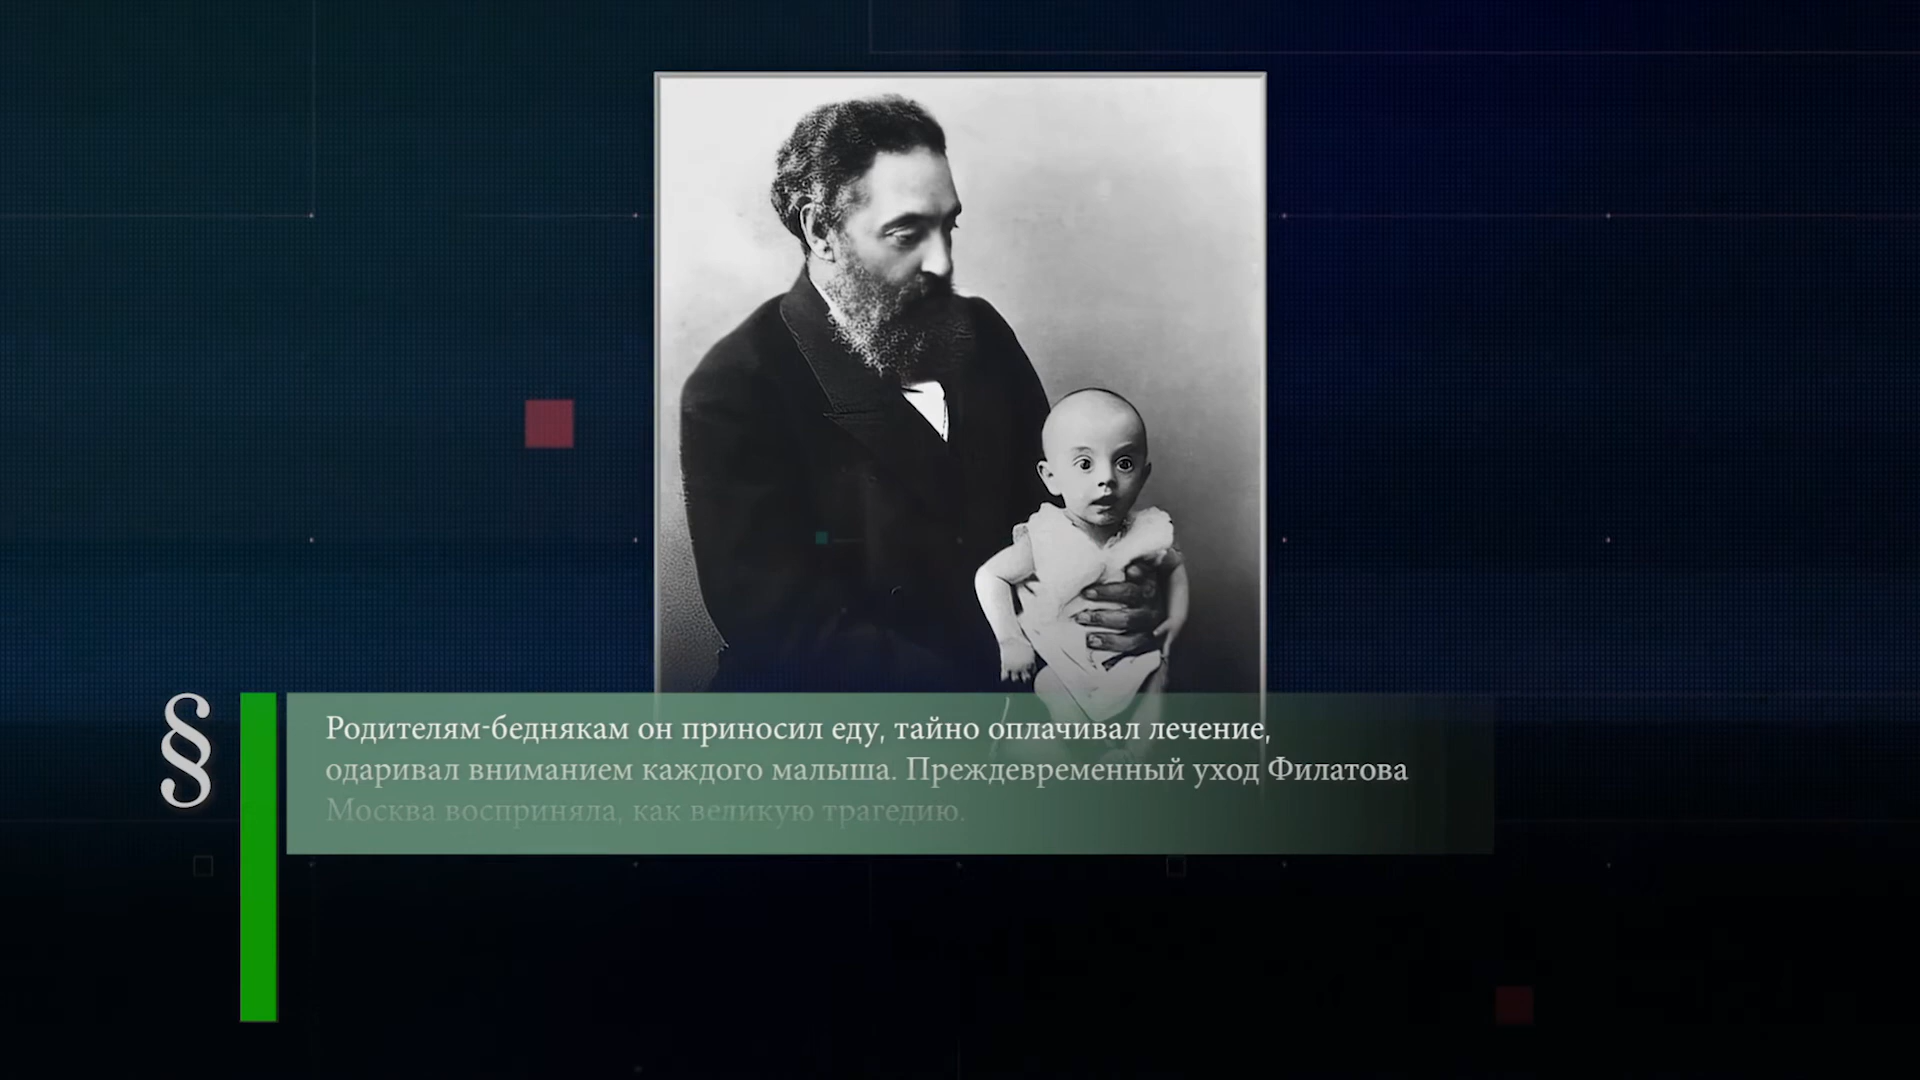 §
Родителям-беднякам он приносил еду, тайно оплачивал лечение,
одаривал вниманием каждого малыша. Преждевременный уход Филатова
Москва восприняла, как великую трагедию.